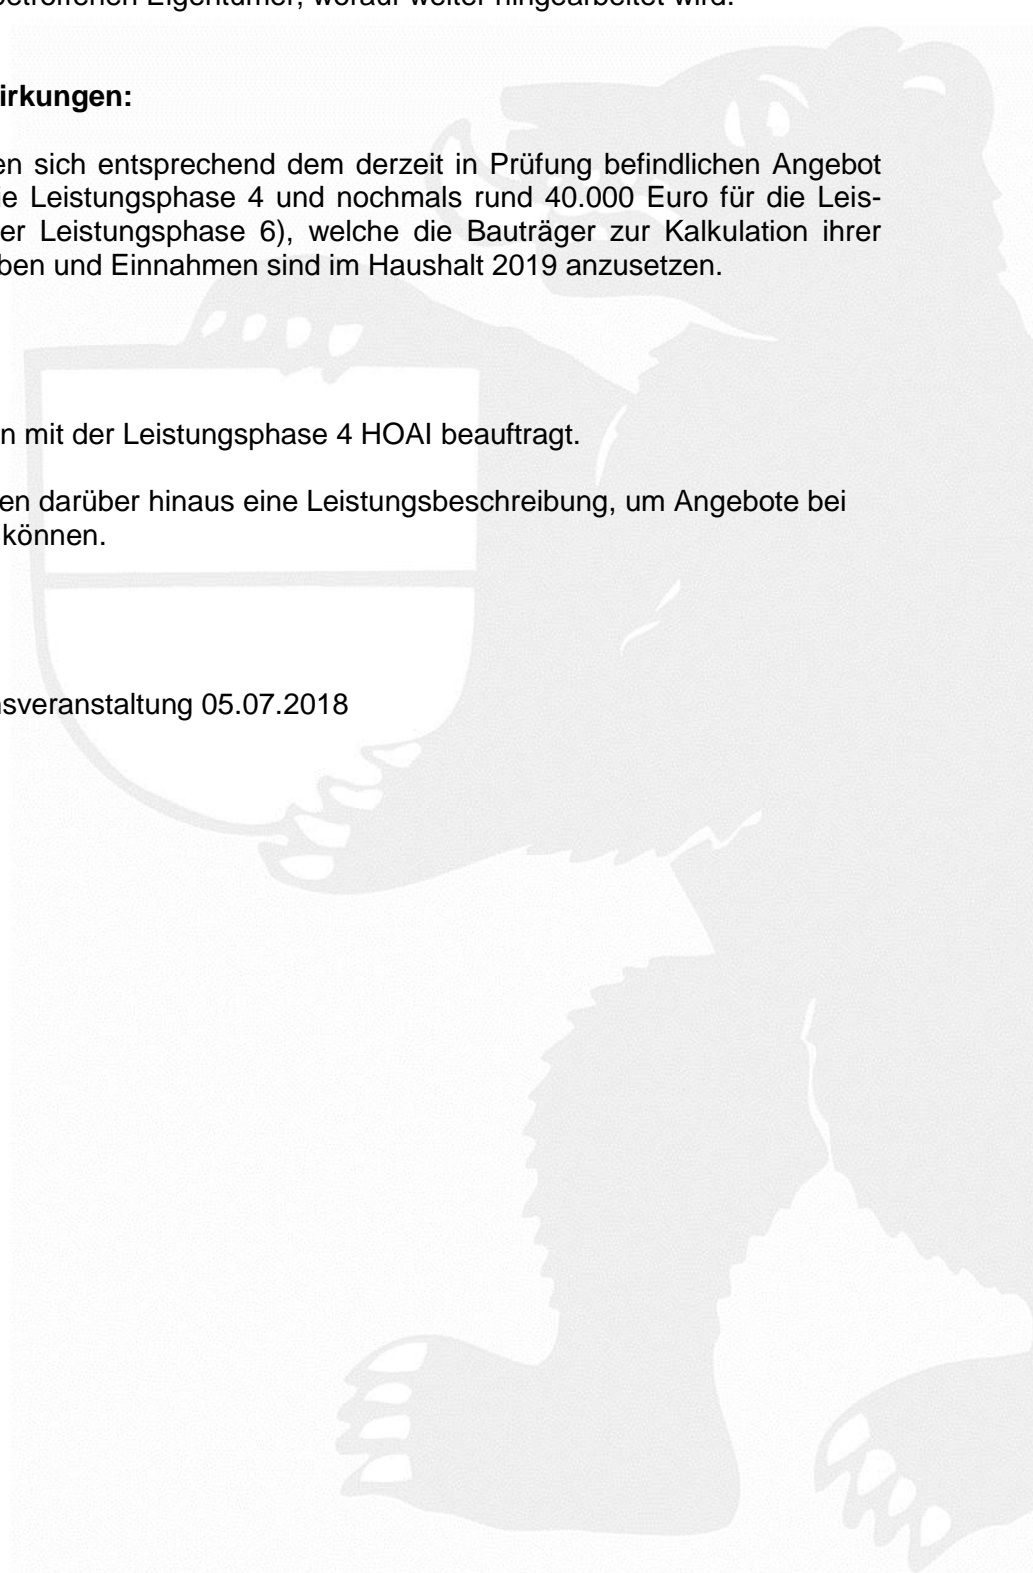 betroffenen Eigentümer, worauf weiter hingearbeitet wird.
irkungen:
en sich entsprechend dem derzeit in Prüfung befindlichen Angebot
ie Leistungsphase 4 und nochmals rund 40.000 Euro für die Leis-
er Leistungsphase 6), welche die Bauträger zur Kalkulation ihrer
ben und Einnahmen sind im Haushalt 2019 anzusetzen.
n mit der Leistungsphase 4 HOAI beauftragt.
en darüber hinaus eine Leistungsbeschreibung, um Angebote bei
können.
nsveranstaltung 05.07.2018